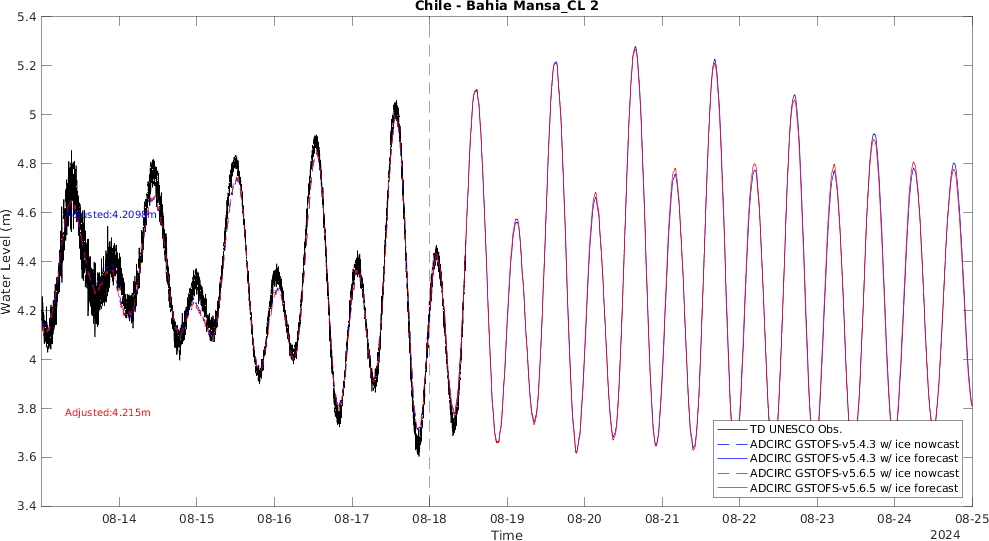 Chile - Bahia Mansa_CL 2
5.4
5.2
5
4.8
4.6
4.4
4.2
4
3.8
3.6
3.4
Water Level (m)
Adjusted:4.2098m
Adjusted:4.215m
TD UNESCO Obs.
ADCIRC GSTOFS-v5.4.3 w/ ice nowcast
ADCIRC GSTOFS-v5.4.3 w/ ice forecast
ADCIRC GSTOFS-v5.6.5 w/ ice nowcast
ADCIRC GSTOFS-v5.6.5 w/ ice forecast
08-14 08-15 08-16 08-17 08-18 08-19 08-20 08-21 08-22 08-23 08-24 08-25
Time
2024